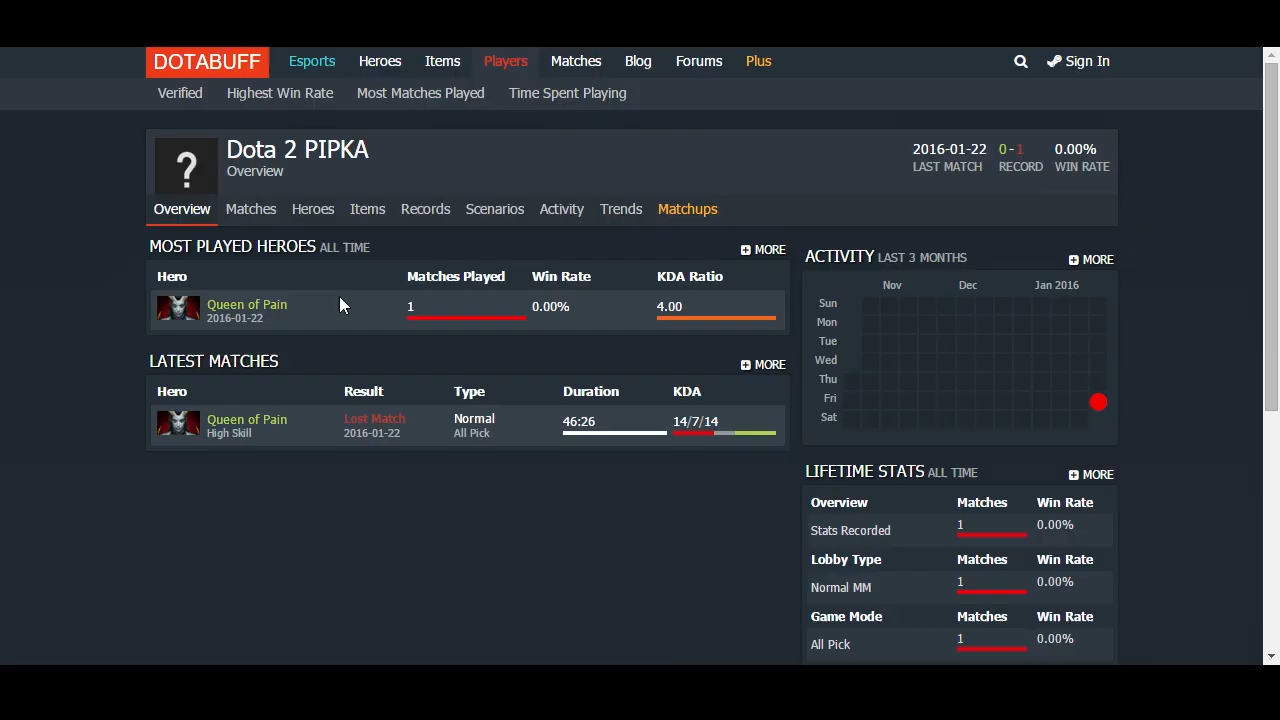 DOTABUFF Esports Heroes Items Players Matches Blog Forums Plus Sign In
Verified Highest Win Rate Most Matches Played Time Spent Playing
?
Dota 2 PIPKA
Overview
2016-01-22 0-1 0.00%
LAST MATCH RECORD WIN RATE
Overview Matches Heroes Items Records Scenarios Activity Trends Matchups
MOST PLAYED HEROES ALL TIME MORE
Hero Matches Played Win Rate KDA Ratio
Queen of Pain 1 0.00% 4.00
2016-01-22
LATEST MATCHES MORE
Hero Result Type Duration KDA
Queen of Pain Lost Match Normal 46:26 14/7/14
High Skill 2016-01-22 All Pick
ACTIVITY LAST 3 MONTHS MORE
Nov Dec Jan 2016
Sun
Mon
Tue
Wed
Thu
Fri
Sat
LIFETIME STATS ALL TIME MORE
Overview Matches Win Rate
Stats Recorded 1 0.00%
Lobby Type Matches Win Rate
Normal MM 1 0.00%
Game Mode Matches Win Rate
All Pick 1 0.00%